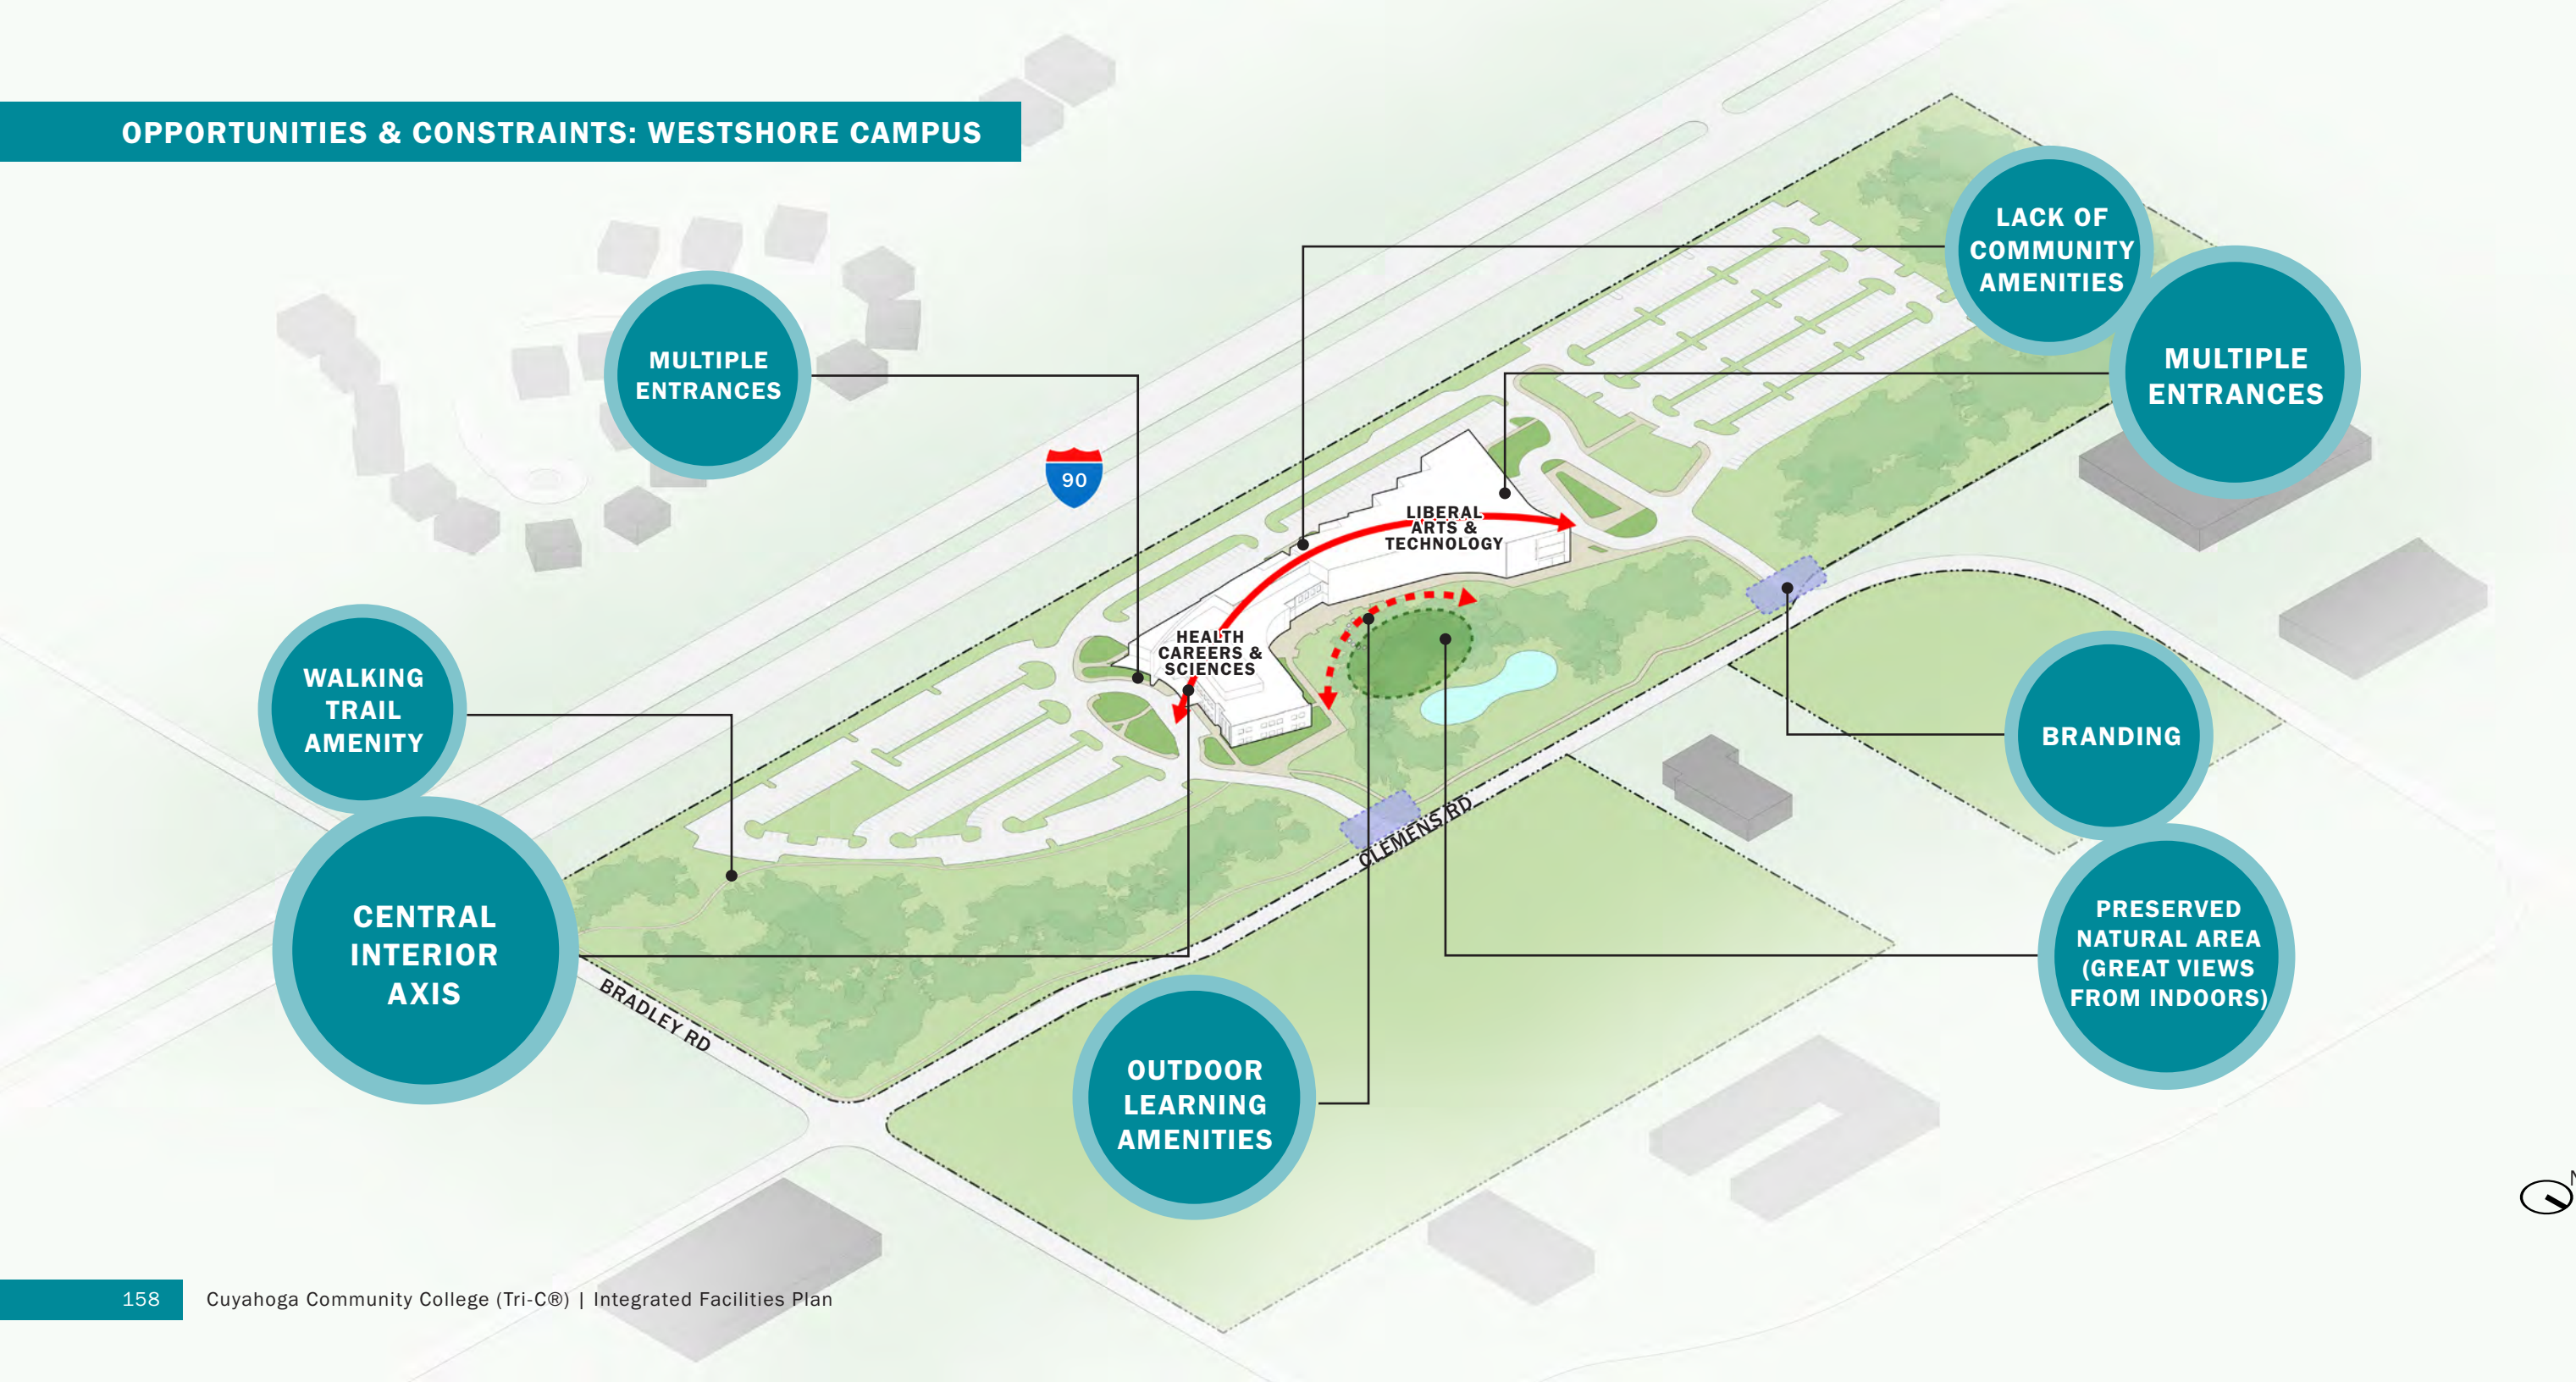 OPPORTUNITIES & CONSTRAINTS: WESTSHORE CAMPUS
LACK OF
COMMUNITY
AMENITIES
MULTIPLE
ENTRANCES
MULTIPLE
ENTRANCES
90
LIBERAL
ARTS &
TECHNOLOGY
HEALTH
CAREERS &
SCIENCES
WALKING
TRAIL
AMENITY
BRANDING
CLEMENS RD
CENTRAL
INTERIOR
AXIS
PRESERVED
NATURAL AREA
(GREAT VIEWS
FROM INDOORS)
BRADLEY RD
OUTDOOR
LEARNING
AMENITIES
N
158
Cuyahoga Community College (Tri-C®) | Integrated Facilities Plan